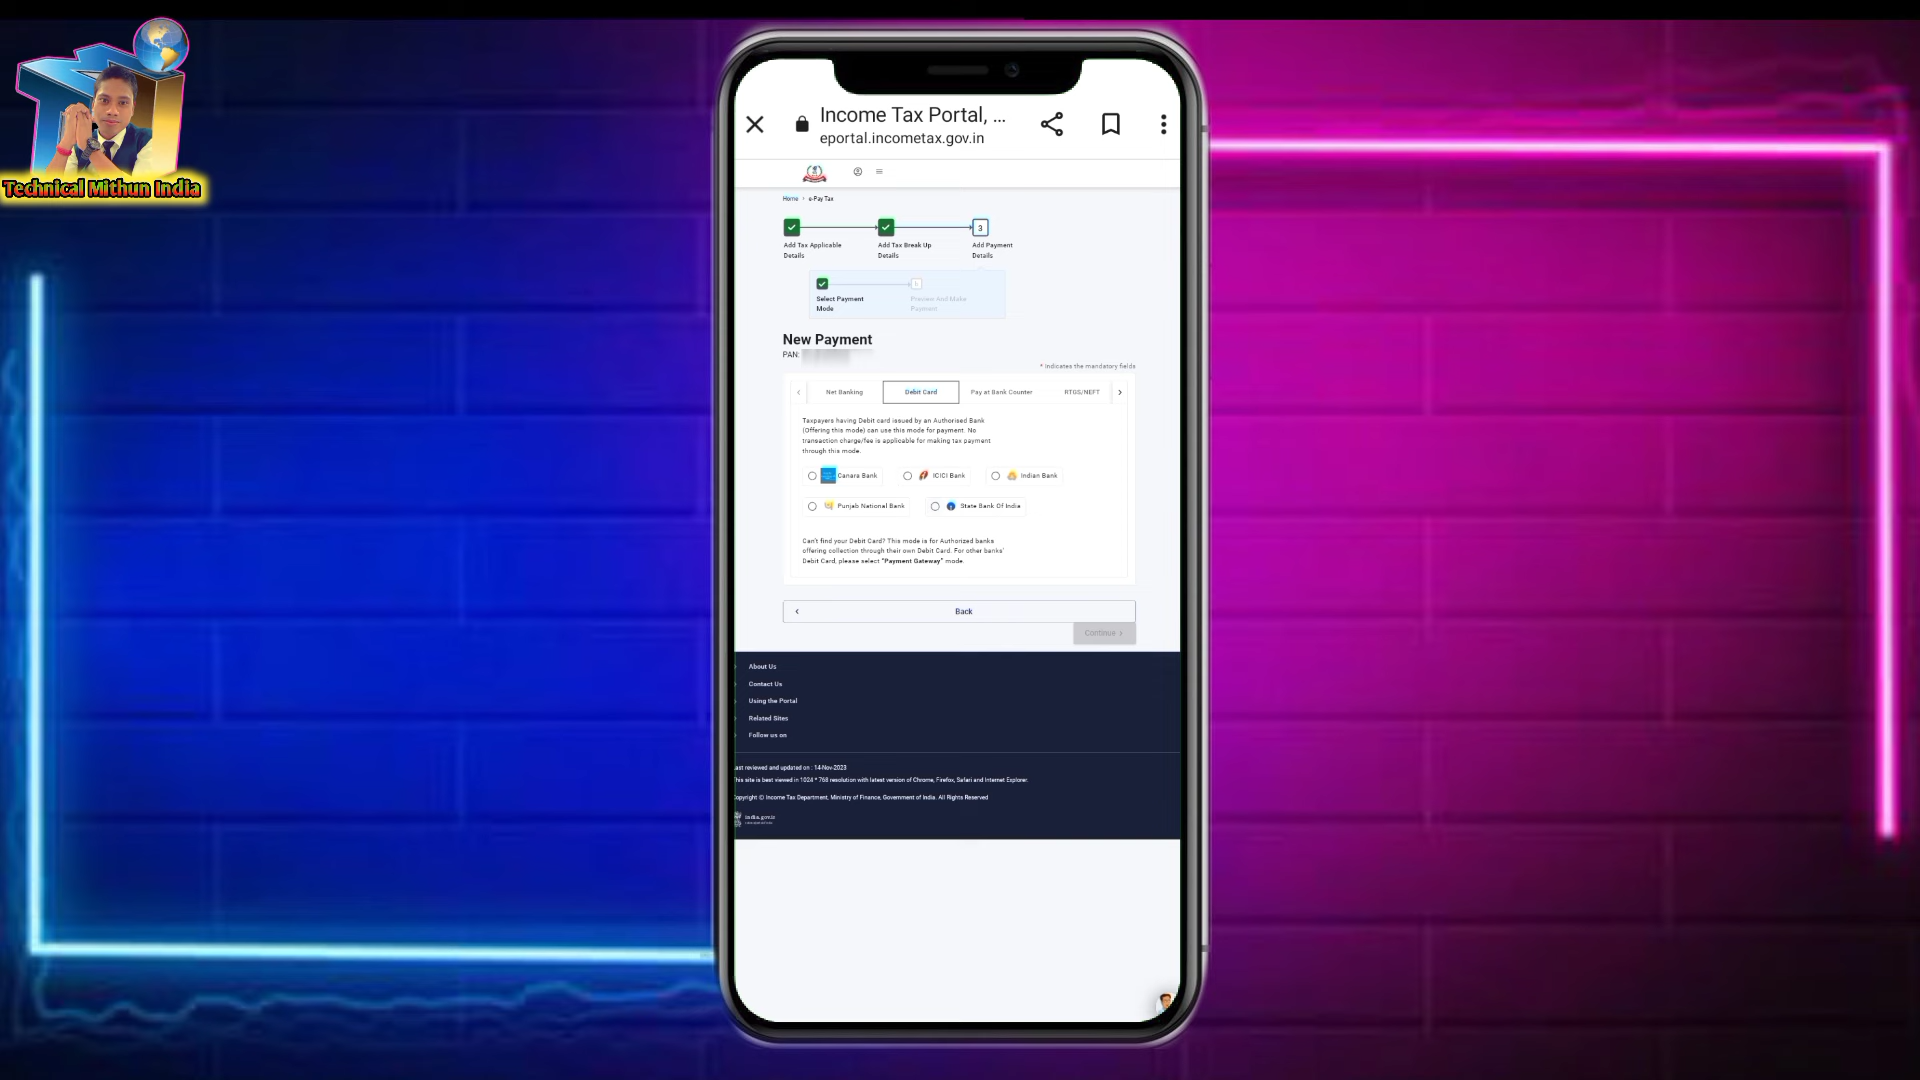 Technical Mithun India
Income Tax Portal, ...
eportal.incometax.gov.in
Home › e-Pay Tax
3
Add Tax Applicable
Details
Add Tax Break Up
Details
Add Payment
Details
Select Payment
Mode
Preview And Make
Payment
New Payment
PAN:
* Indicates the mandatory fields
Net Banking
Debit Card
Pay at Bank Counter
RTGS/NEFT
Taxpayers having Debit card issued by an Authorised Bank
(Offering this mode) can use this mode for payment. No
transaction charge/fee is applicable for making tax payment
through this mode.
Canara Bank
ICICI Bank
Indian Bank
Punjab National Bank
State Bank Of India
Can't find your Debit Card? This mode is for Authorized banks
offering collection through their own Debit Card. For other banks'
Debit Card, please select "Payment Gateway" mode.
Back
Continue
About Us
Contact Us
Using the Portal
Related Sites
Follow us on
ast reviewed and updated on : 14-Nov-2023
his site is best viewed in 1024 * 768 resolution with latest version of Chrome, Firefox, Safari and Internet Explorer.
opyright © Income Tax Department, Ministry of Finance, Government of India. All Rights Reserved
india.gov.in